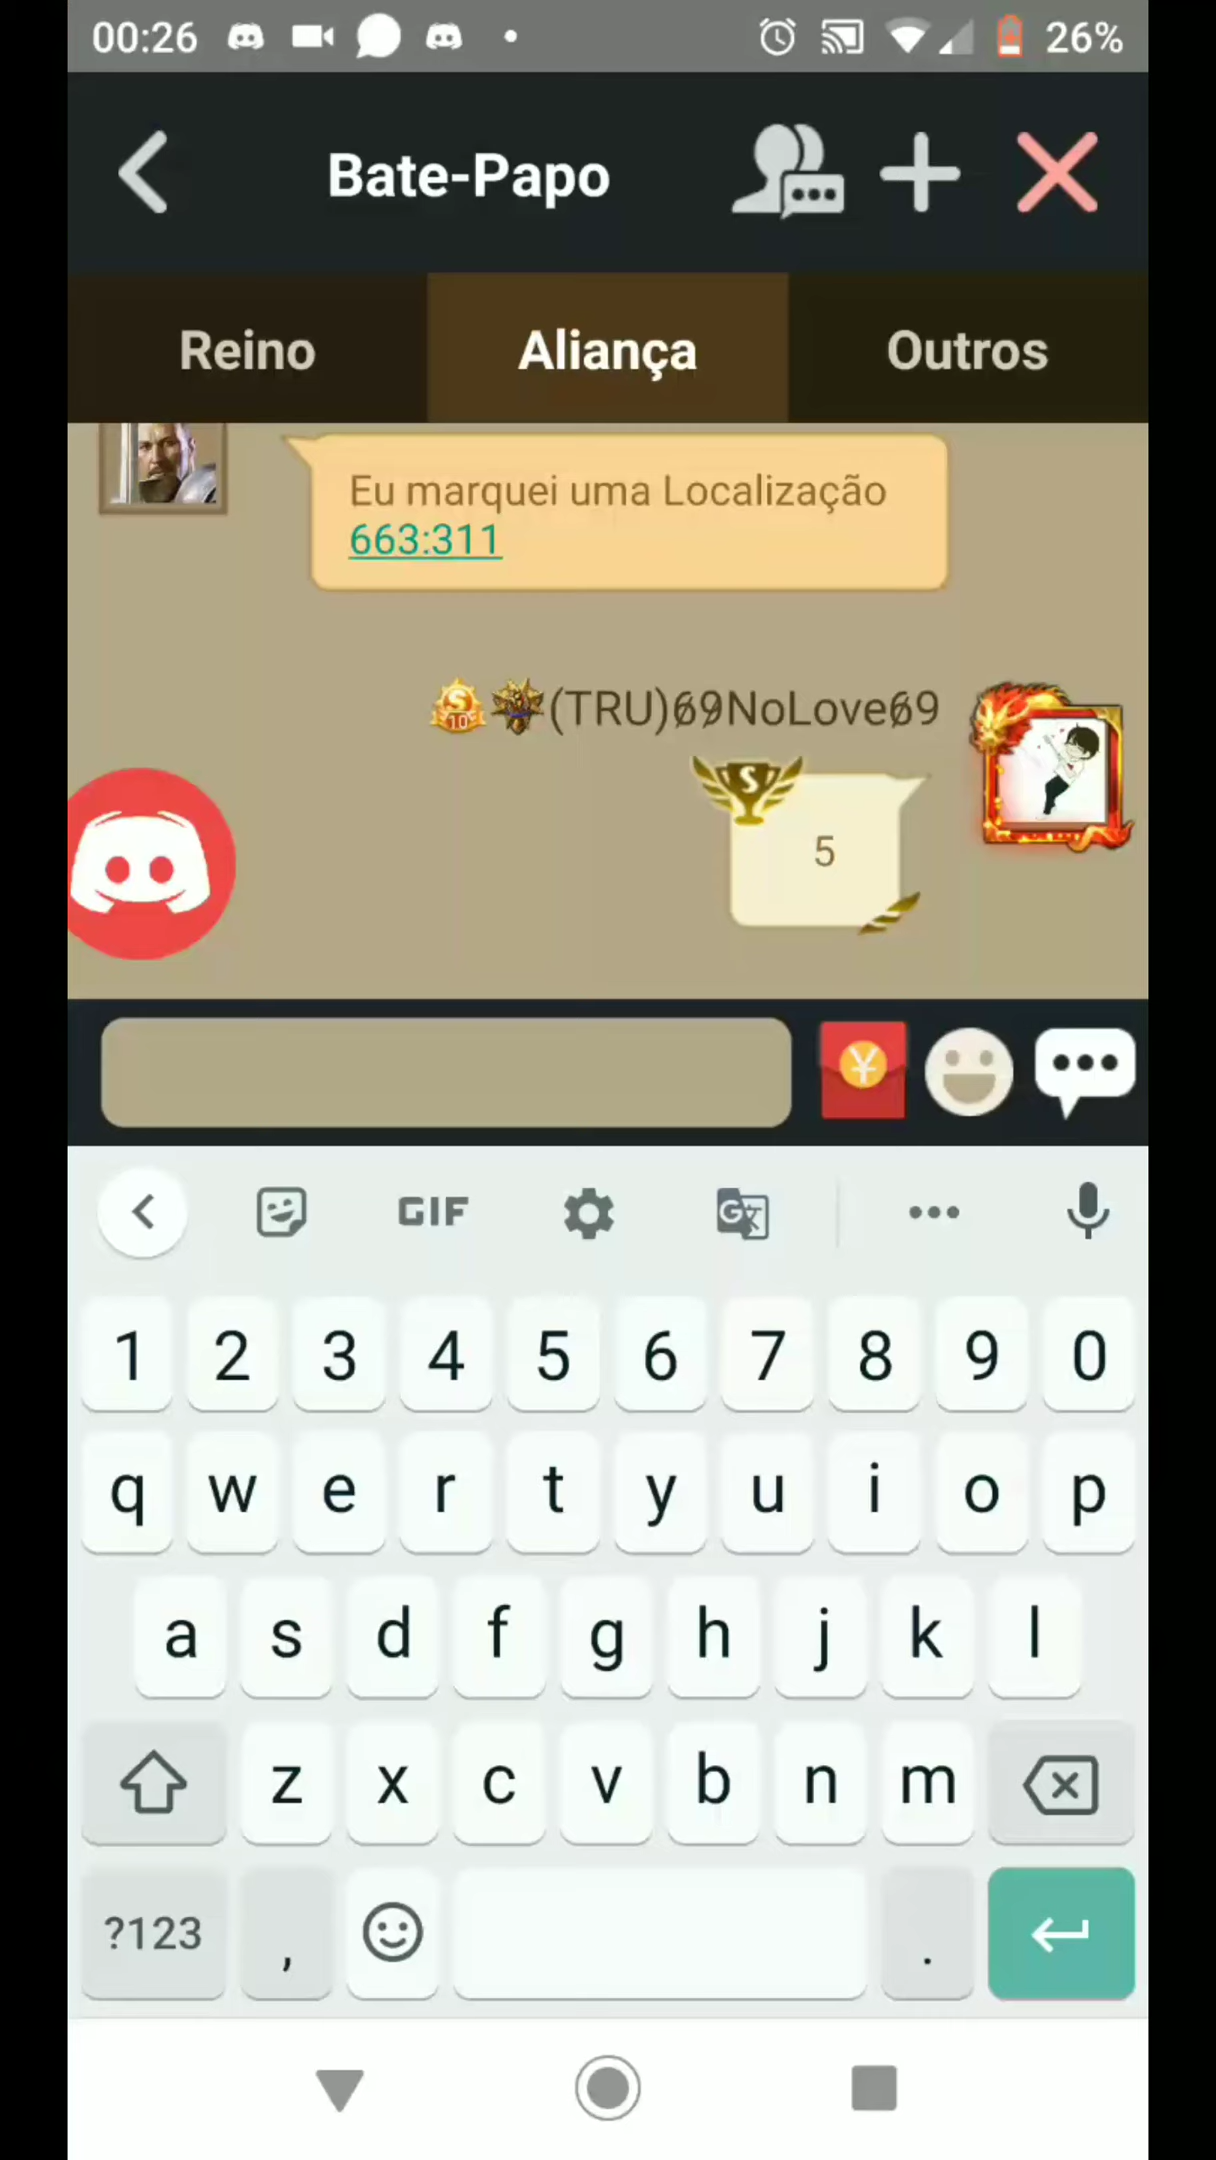 00:26
26%
Bate-Papo
Reino
Aliança
Outros
Eu marquei uma Localização
663:311
S
10
(TRU)69NoLove69
S
5
¥
GIF
G
1 2 3 4 5 6 7 8 9 0
q w e r t y u i o p
a s d f g h j k l
z x c v b n m
?123 , .